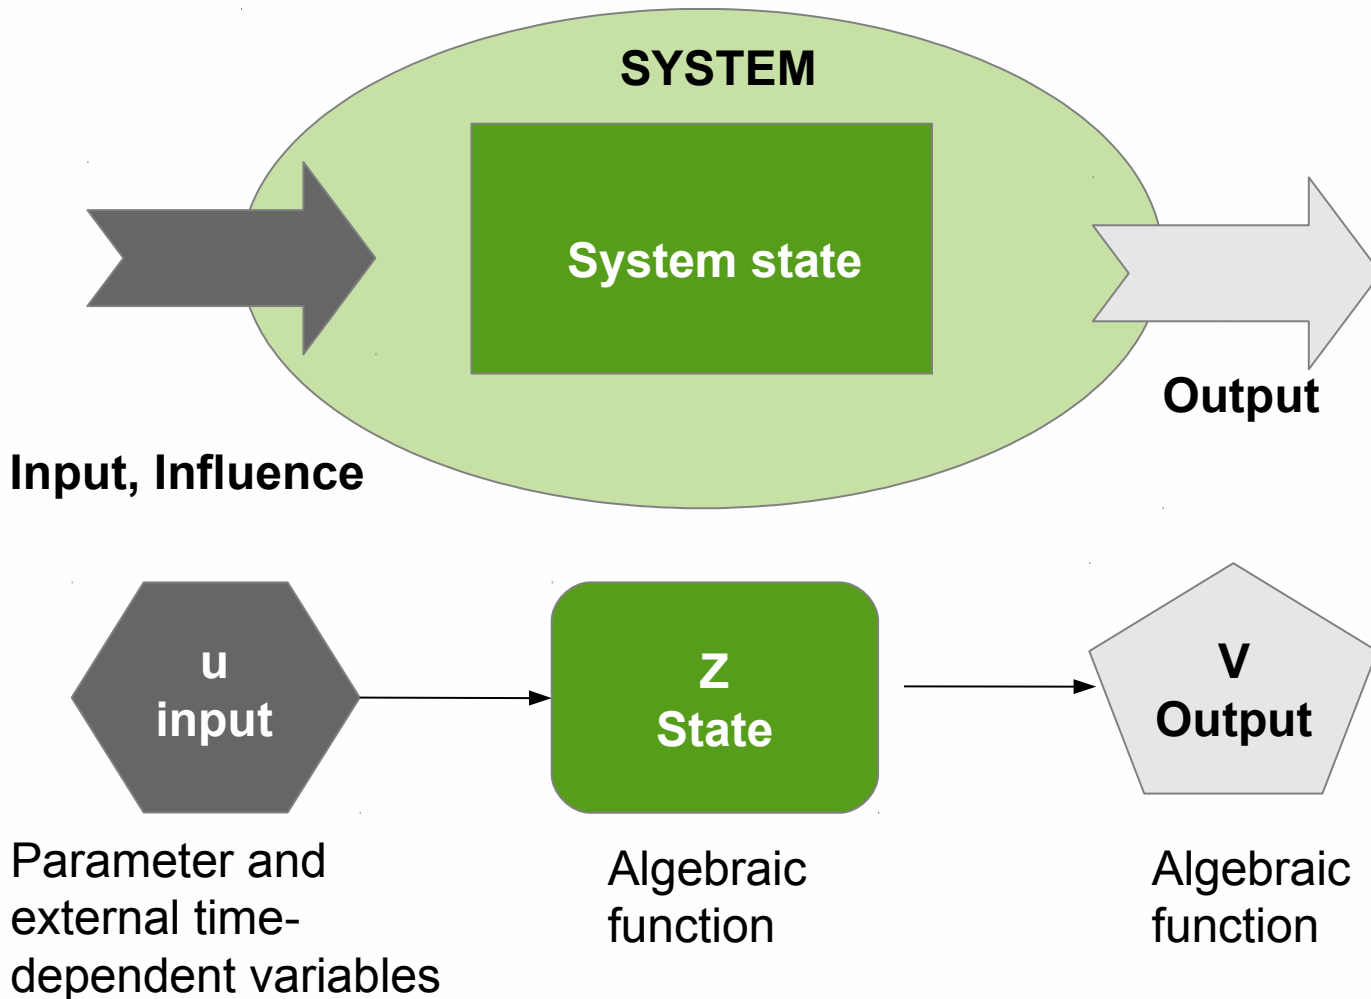 SYSTEM
System state
Output
Input, Influence
u
input
Z
State
V
Output
Parameter and
external time-
dependent variables
Algebraic
function
Algebraic
function